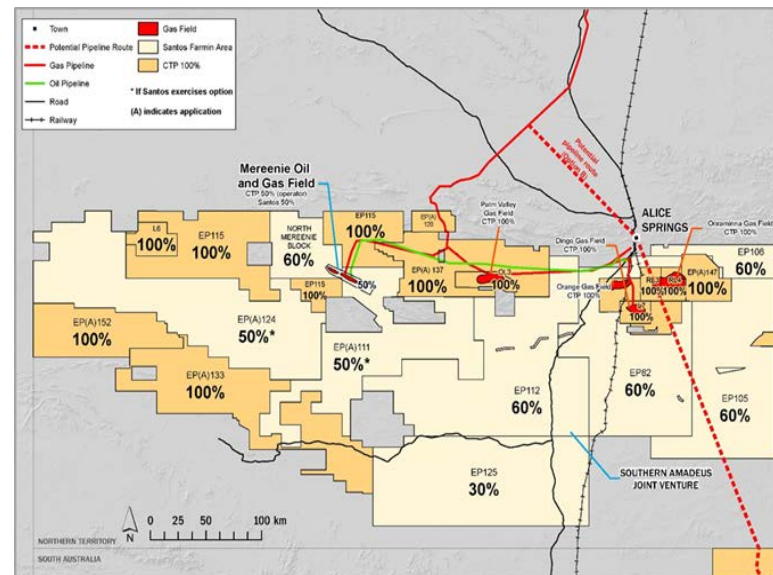 Town
Potential Pipeline Route
Gas Pipeline
Oil Pipeline
Road
Railway
Gas Field
Santos Farmin Area
CTP 100%
* If Santos exercises option
(A) indicates application
Potential
pipeline route
(Option B)
Mereenie Oil
and Gas Field
CTP 50% (operator)
Santos 50%
Palm Valley
Gas Field
CTP 100%
ALICE
SPRINGS
Ooraminna Gas Field
CTP 100%
Dingo Gas Field
CTP 100%
Orange Gas Field
CTP 100%
L6
100%
EP115
100%
NORTH
MEREENIE
BLOCK
60%
EP115
100%
EP(A)
120
EP106
60%
50%
EP(A) 137
100%
OL3
100%
EP115
100%
100%
100%
EP(A)147
100%
100%
EP(A)152
100%
EP(A)124
50%*
EP(A)111
50%*
EP(A)133
100%
EP112
60%
EP82
60%
EP105
60%
EP125
30%
SOUTHERN AMADEUS
JOINT VENTURE
N
0 25 50 100 km
NORTHERN TERRITORY
SOUTH AUSTRALIA